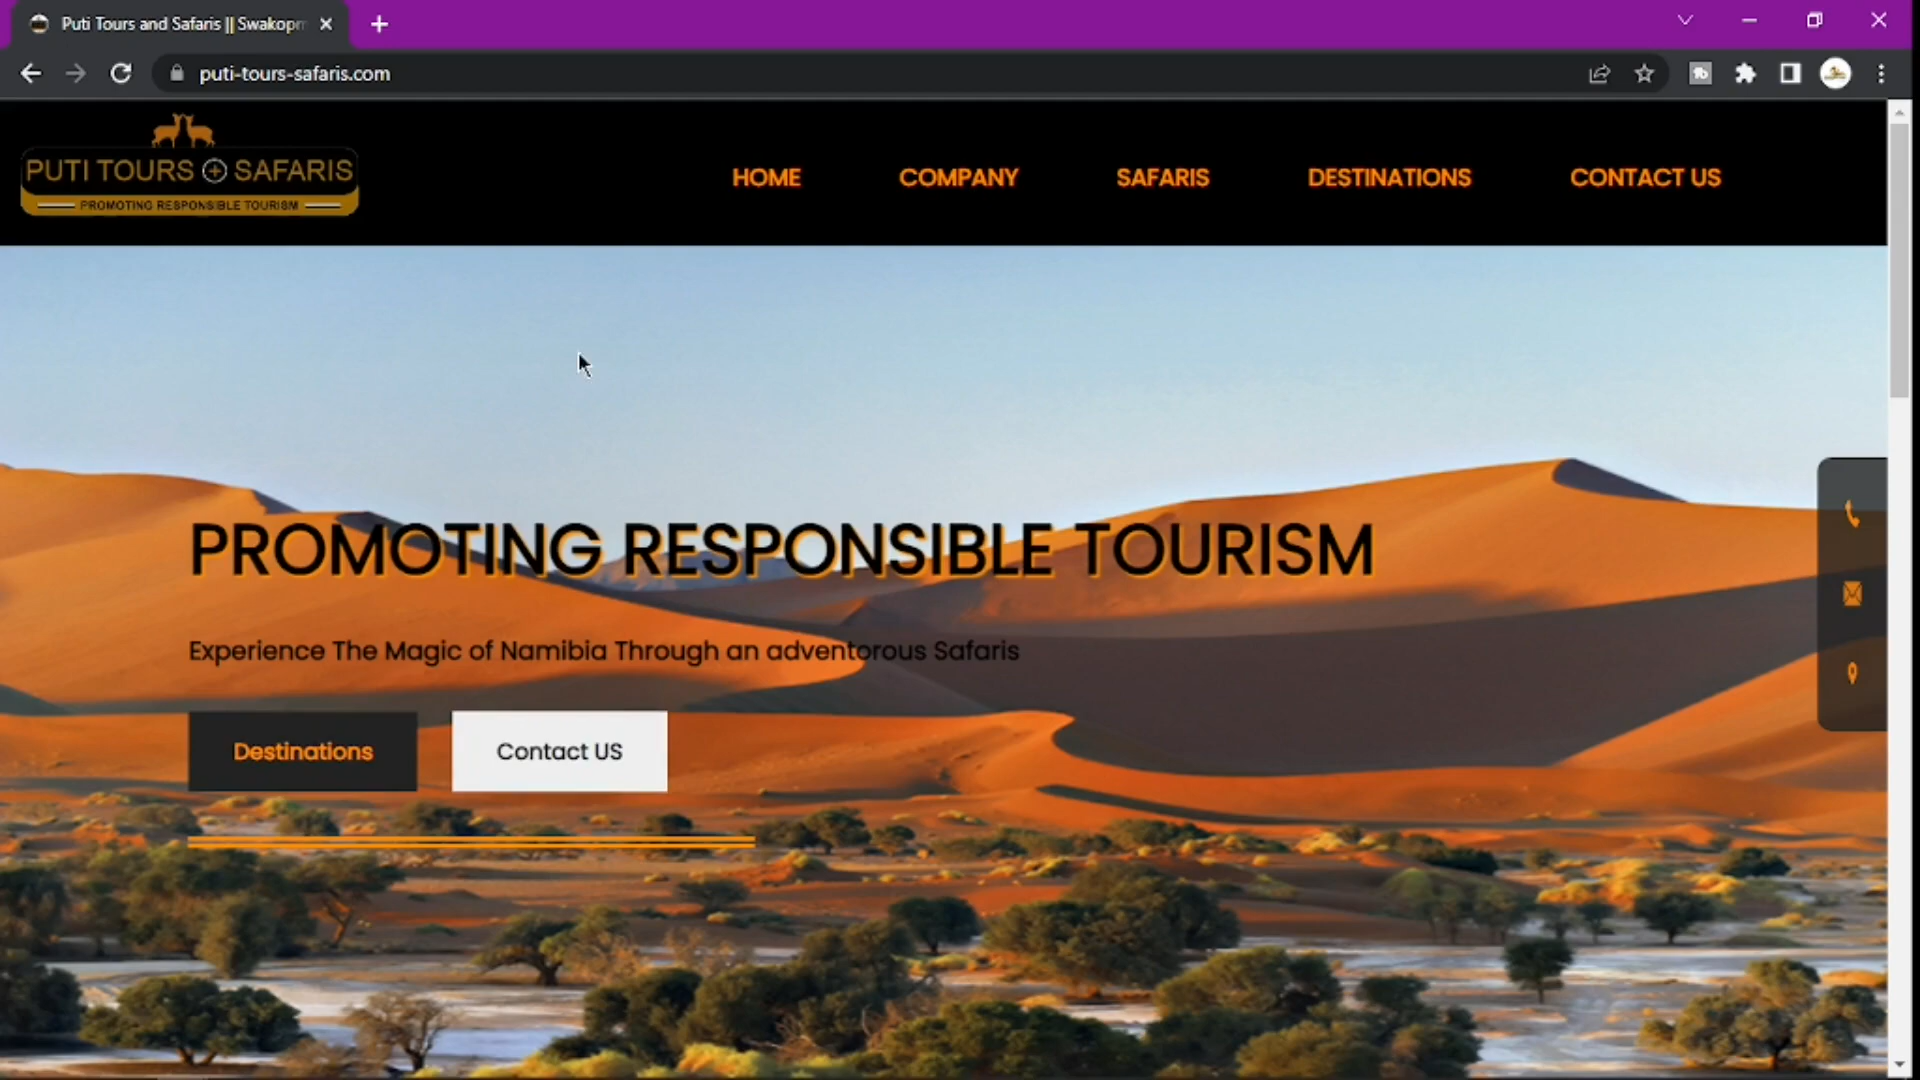 Puti Tours and Safaris || Swakopm
puti-tours-safaris.com
PUTI TOURS SAFARIS
PROMOTING RESPONSIBLE TOURISM
HOME
COMPANY
SAFARIS
DESTINATIONS
CONTACT US
PROMOTING RESPONSIBLE TOURISM
Experience The Magic of Namibia Through an adventorous Safaris
Destinations
Contact US